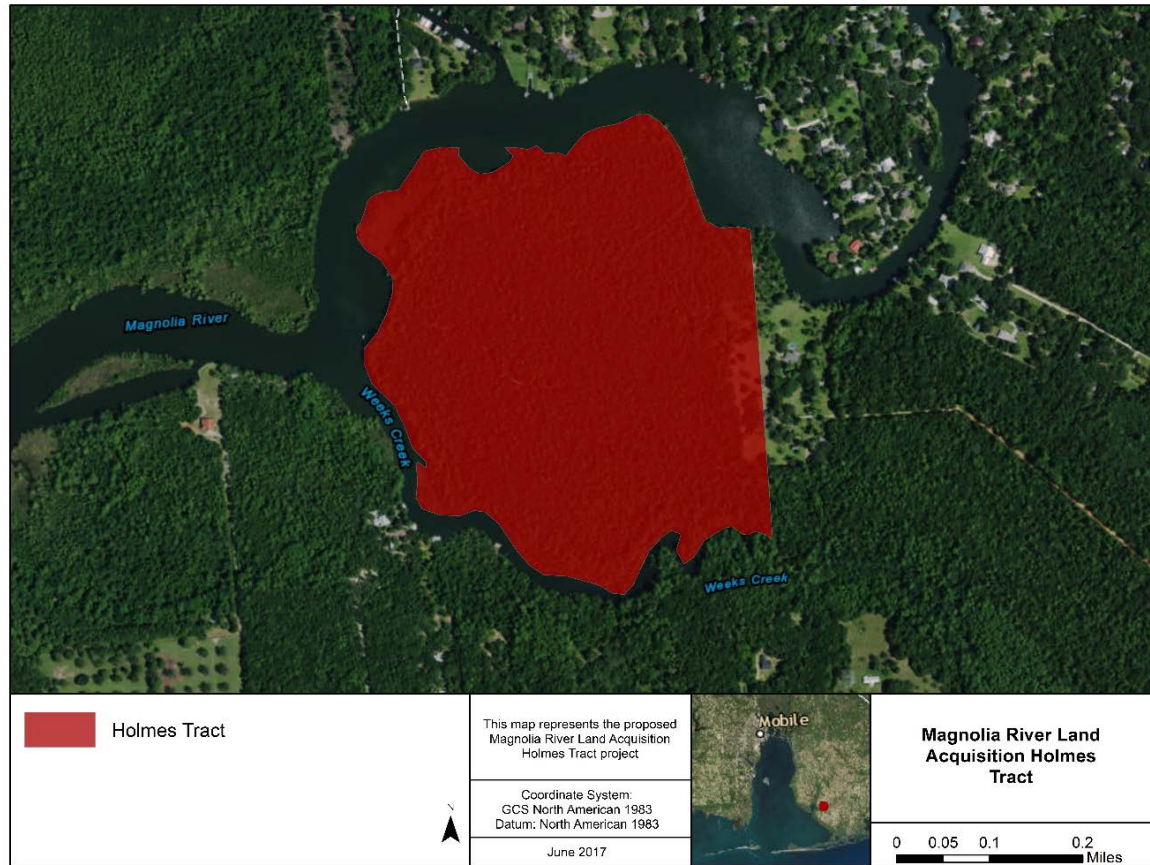 Magnolia River
Weeks Creek
Weeks Creek
Holmes Tract
N
This map represents the proposed
Magnolia River Land Acquisition
Holmes Tract project
Coordinate System:
GCS North American 1983
Datum: North American 1983
June 2017
Mobile
Magnolia River Land
Acquisition Holmes
Tract
0 0.05 0.1 0.2
Miles